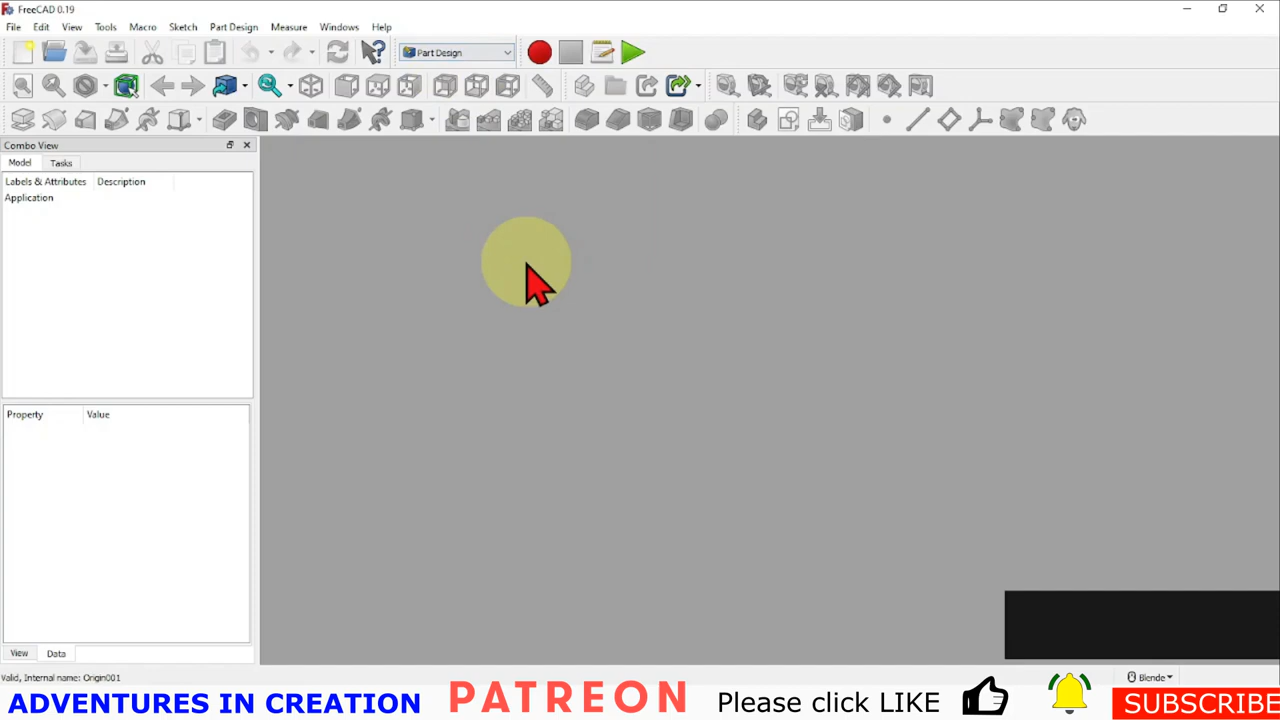 FreeCAD 0.19
File Edit View Tools Macro Sketch Part Design Measure Windows Help
Part Design
Combo View
Model Tasks
Labels & Attributes Description
Application
Property Value
View Data
Valid, Internal name: Origin001
Blende
ADVENTURES IN CREATION PATREON Please click LIKE SUBSCRIBE